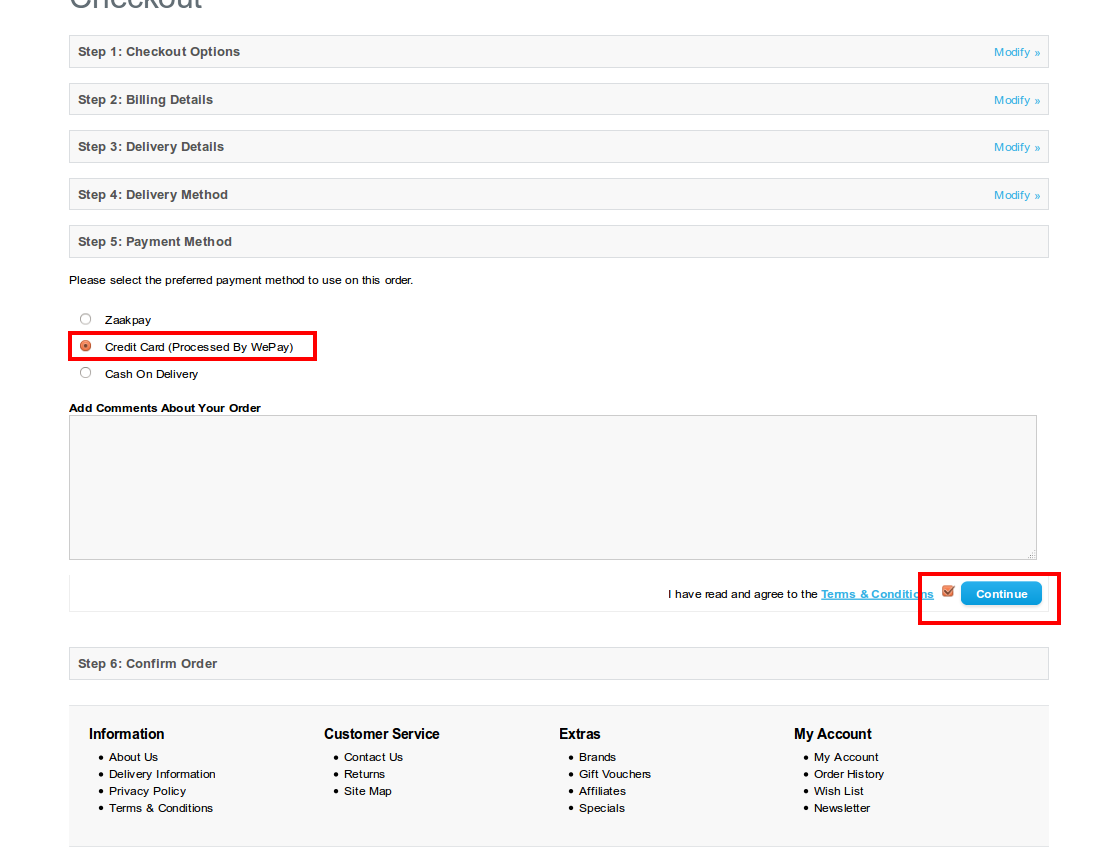 Checkout
Step 1: Checkout Options Modify »
Step 2: Billing Details Modify »
Step 3: Delivery Details Modify »
Step 4: Delivery Method Modify »
Step 5: Payment Method
Please select the preferred payment method to use on this order.
Zaakpay
Credit Card (Processed By WePay)
Cash On Delivery
Add Comments About Your Order
I have read and agree to the Terms & Conditions Continue
Step 6: Confirm Order
Information
About Us
Delivery Information
Privacy Policy
Terms & Conditions
Customer Service
Contact Us
Returns
Site Map
Extras
Brands
Gift Vouchers
Affiliates
Specials
My Account
My Account
Order History
Wish List
Newsletter